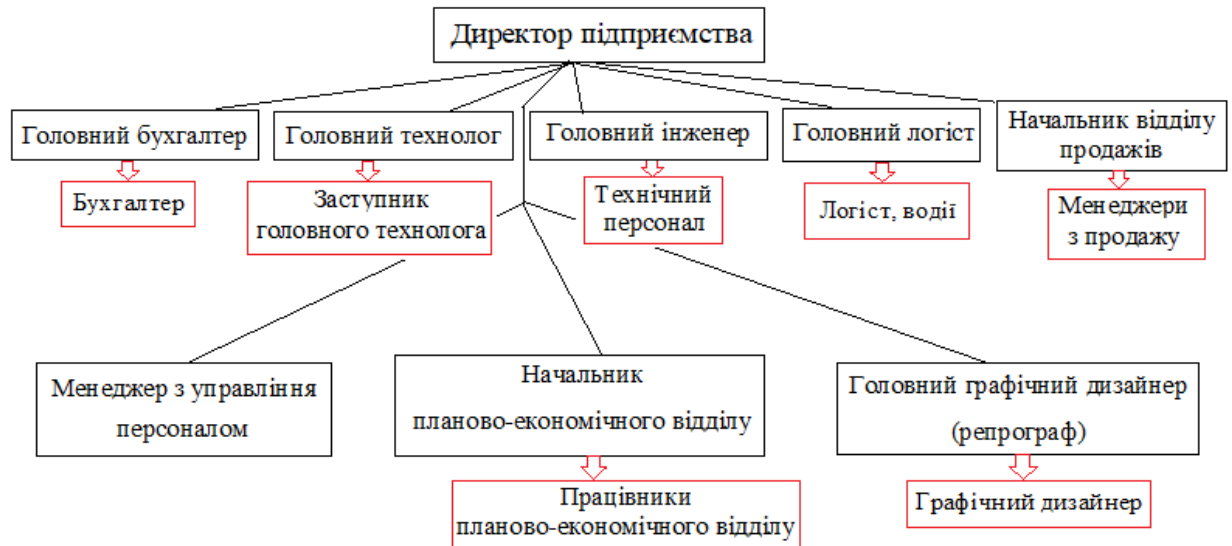 Директор підприємства
Головний бухгалтер
Головний технолог
Головний інженер
Головний логіст
Начальник відділу
продажів
Бухгалтер
Заступник
головного технолога
Технічний
персонал
Логіст, водії
Менеджери
з продажу
Менеджер з управління
персоналом
Начальник
планово-економічного відділу
Головний графічний дизайнер
(репрограф)
Працівники
планово-економічного відділу
Графічний дизайнер